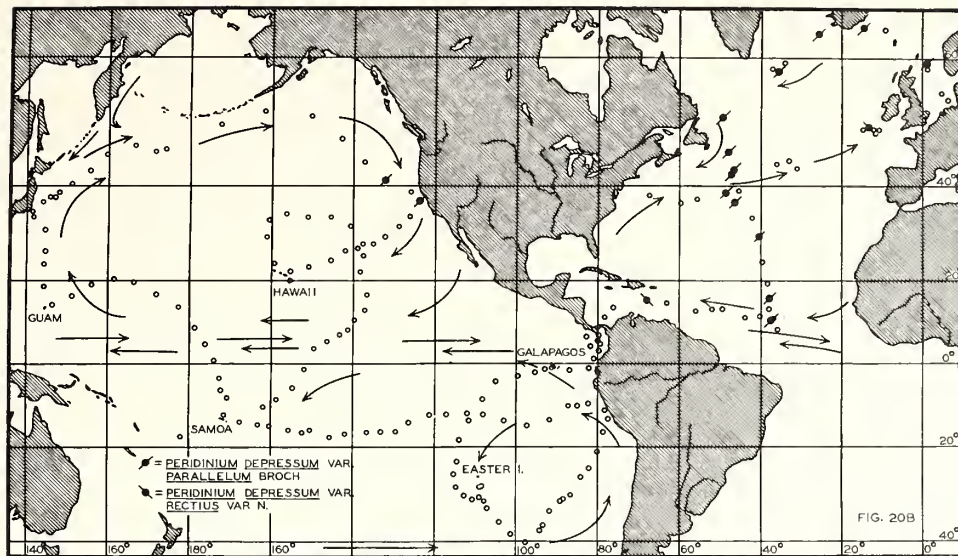 40°
20°
HAWAII
GUAM
GALAPAGOS
0°
SAMOA
20°
EASTER I.
= PERIDINIUM DEPRESSUM VAR.
PARALLELUM BROCH
= PERIDINIUM DEPRESSUM VAR.
RECTIUS VAR N.
FIG. 20B
140° 160° 180° 160° 100° 80° 60° 40° 20° 0° 40°